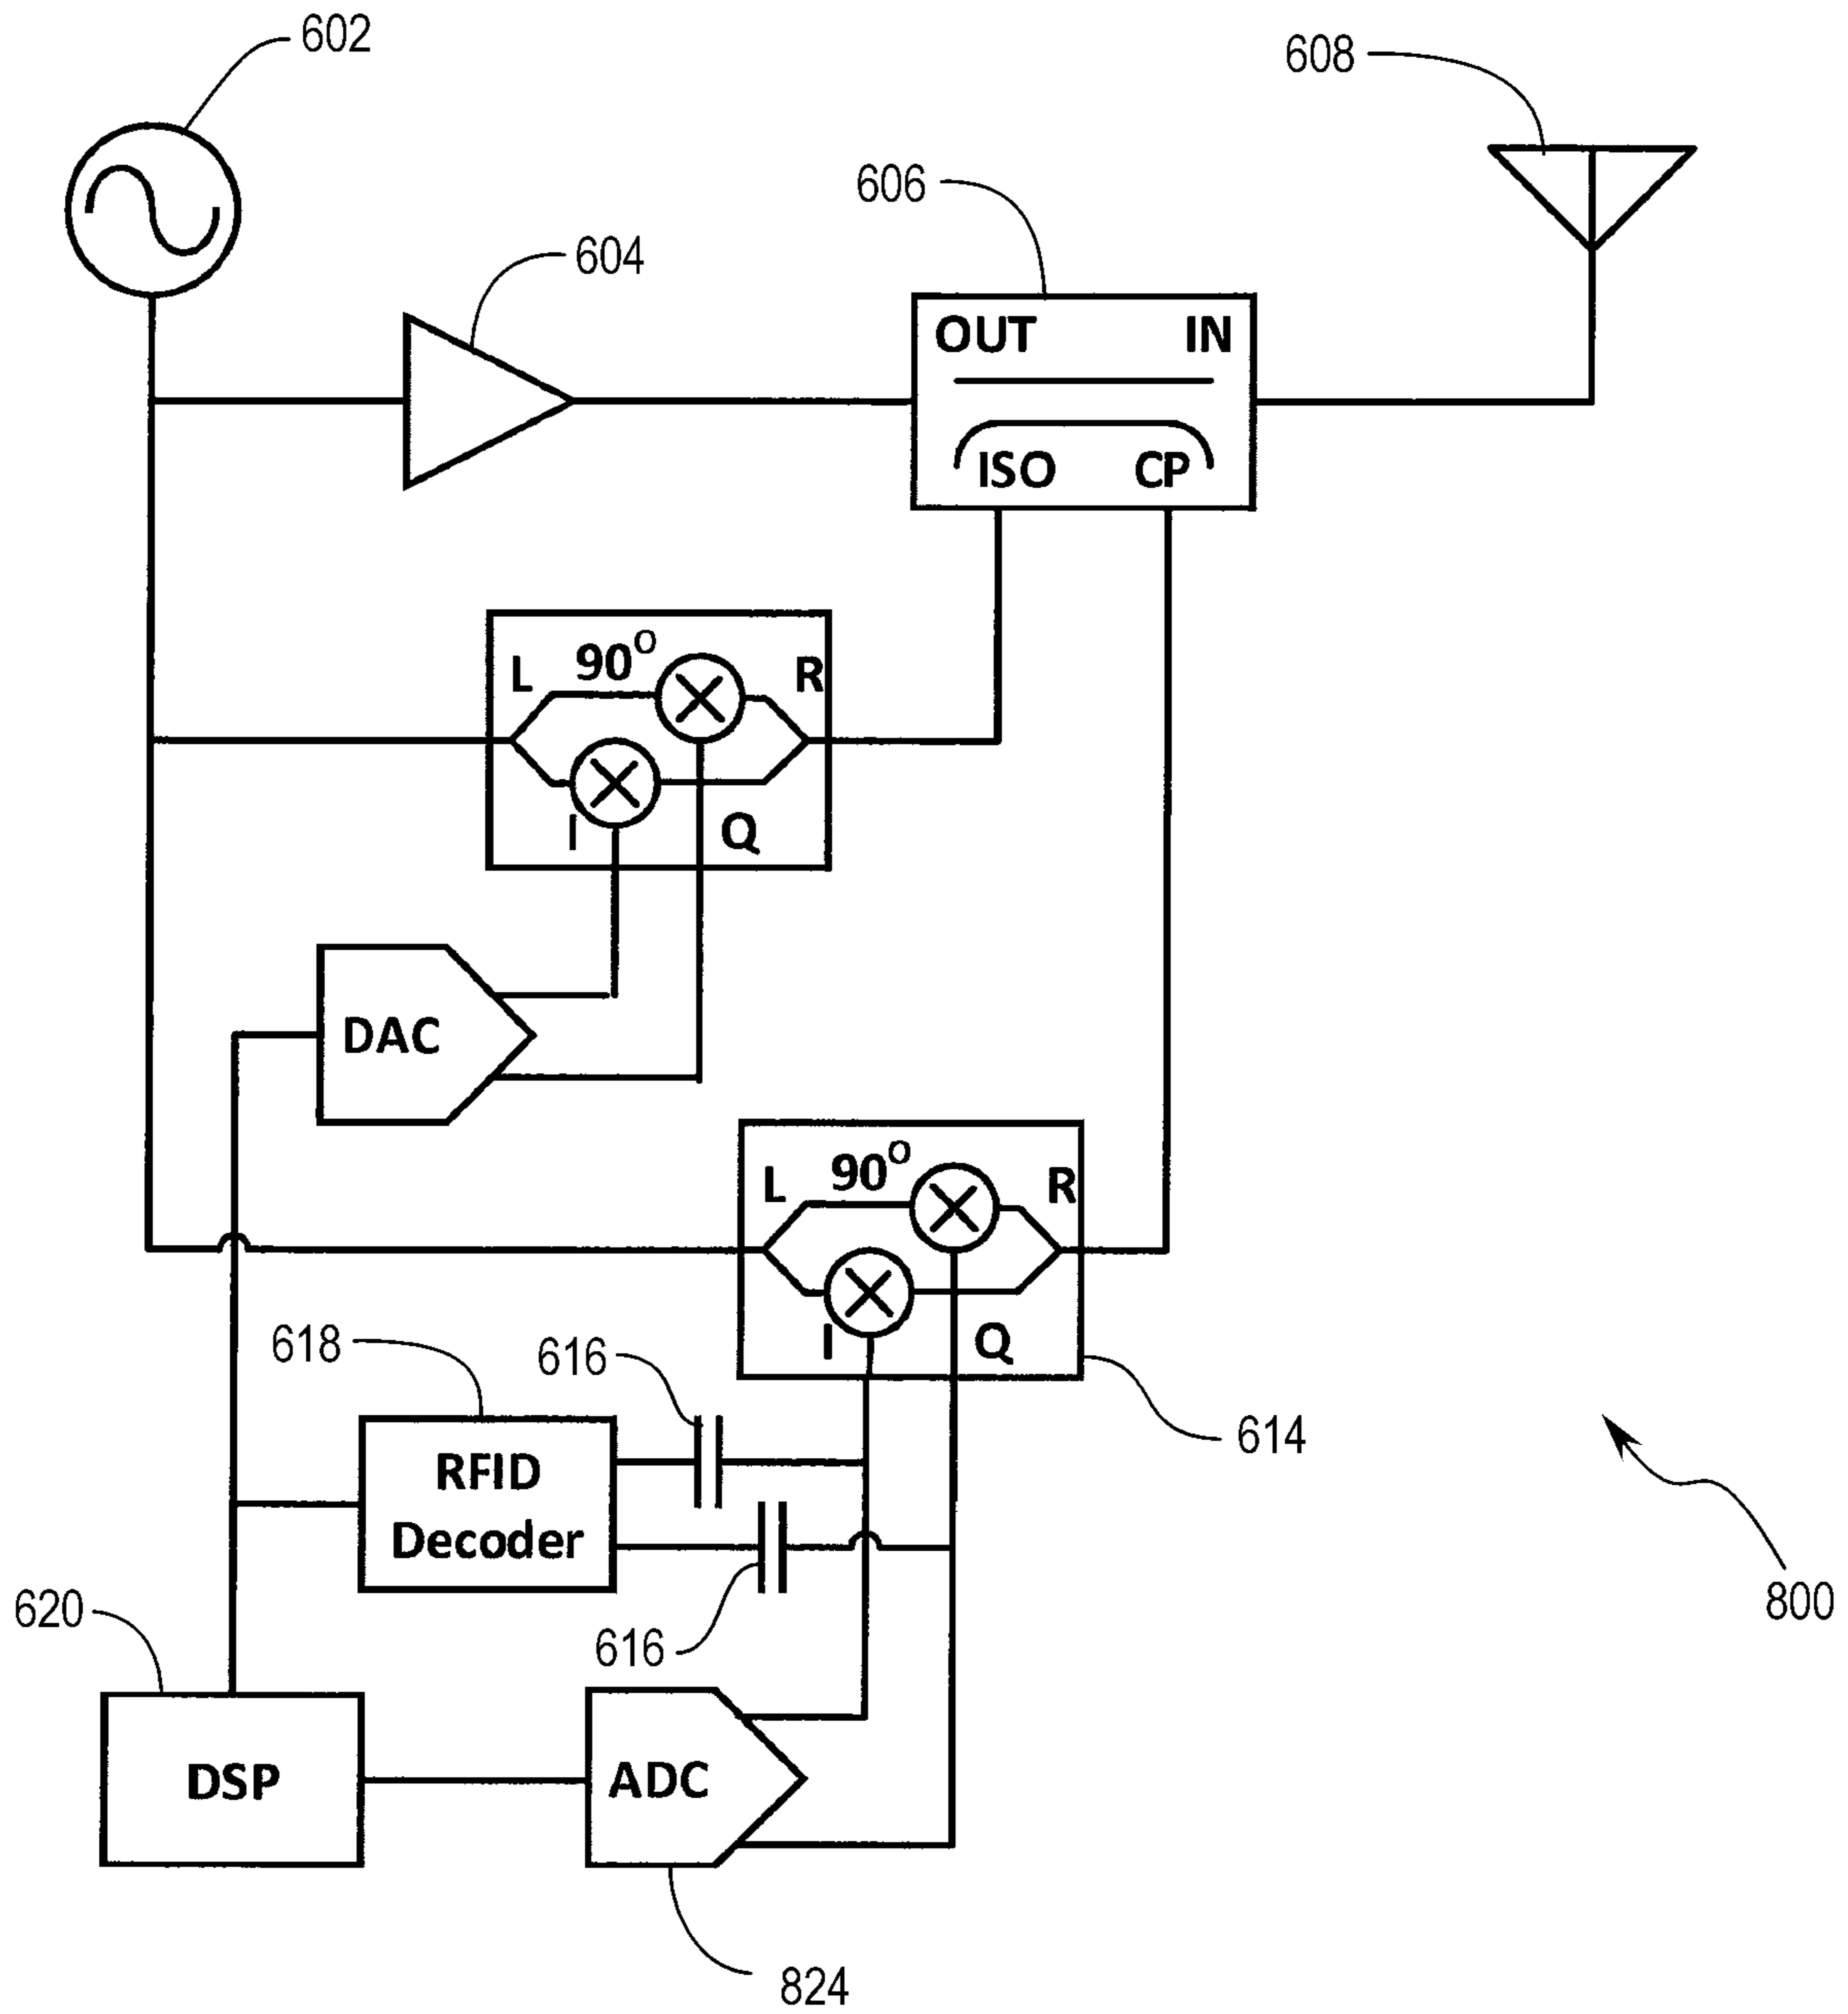 602
608
606
604
OUT IN
ISO CP
L 90° R
I Q
DAC
L 90° R
I Q
618
616
614
RFID
Decoder
800
620
616
DSP
ADC
824